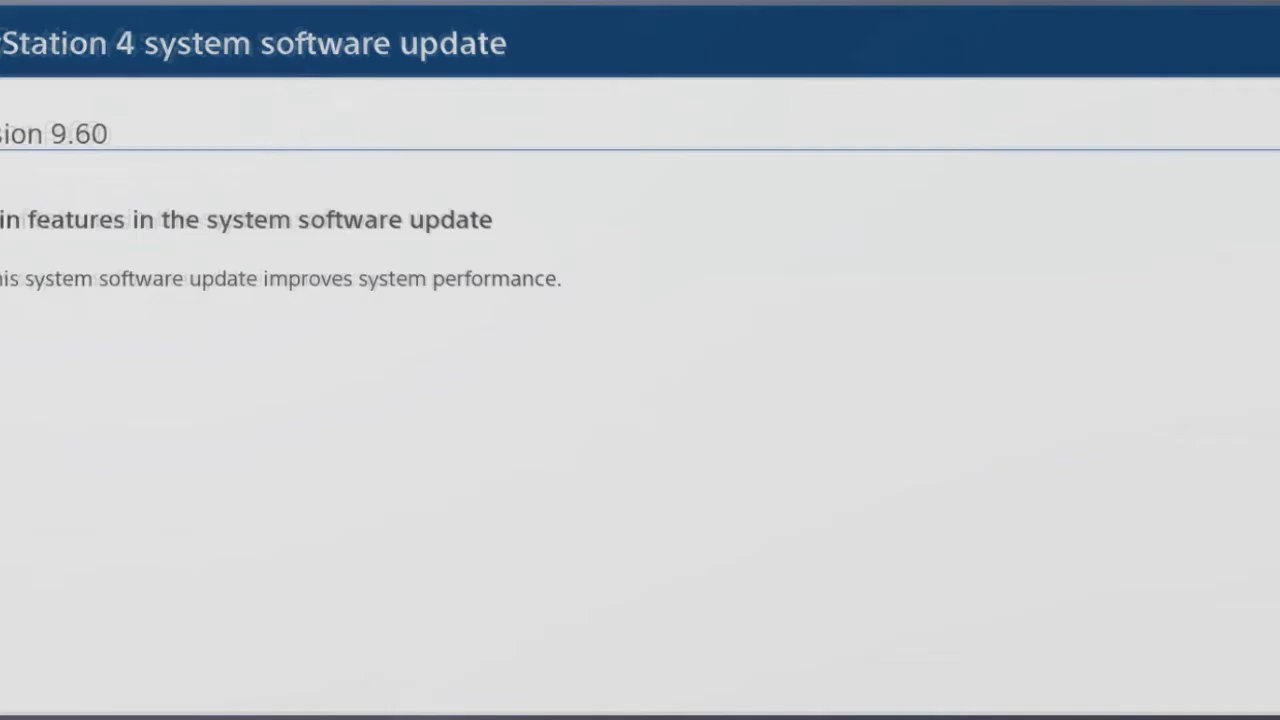 Station 4 system software update
sion 9.60
in features in the system software update
his system software update improves system performance.